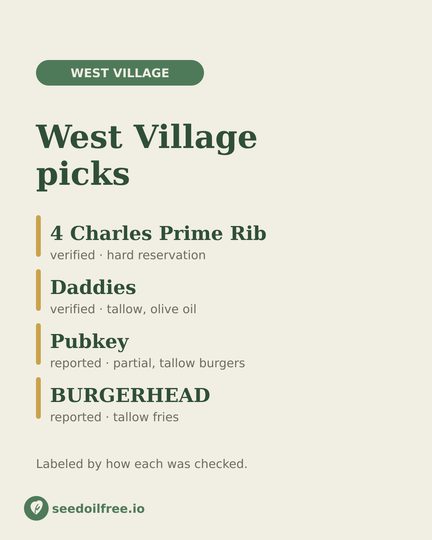 WEST VILLAGE
West Village
picks
4 Charles Prime Rib
verified · hard reservation
Daddies
verified · tallow, olive oil
Pubkey
reported · partial, tallow burgers
BURGERHEAD
reported · tallow fries
Labeled by how each was checked.
seedoilfree.io